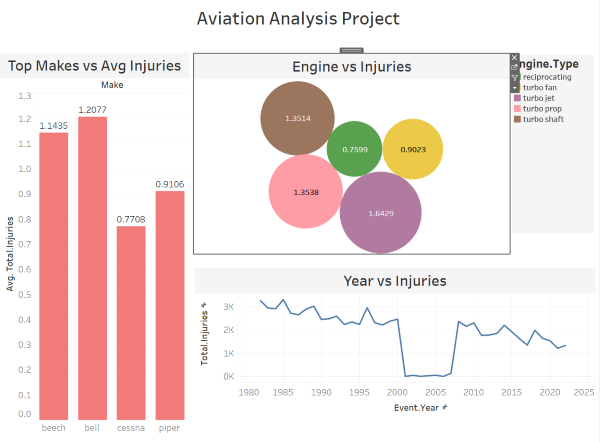 Aviation Analysis Project
Top Makes vs Avg Injuries
Make
1.3
1.2
1.1
1.0
0.9
0.8
0.7
0.6
0.5
0.4
0.3
0.2
0.1
0.0
Avg. Total.Injuries
1.1435
1.2077
0.7708
0.9106
beech
bell
cessna
piper
Engine vs Injuries
1.3514
0.7599
0.9023
1.3538
1.6429
ngine.Type
reciprocating
turbo fan
turbo jet
turbo prop
turbo shaft
Year vs Injuries
Total.Injuries
3K
2K
1K
0K
1980 1985 1990 1995 2000 2005 2010 2015 2020 2025
Event.Year